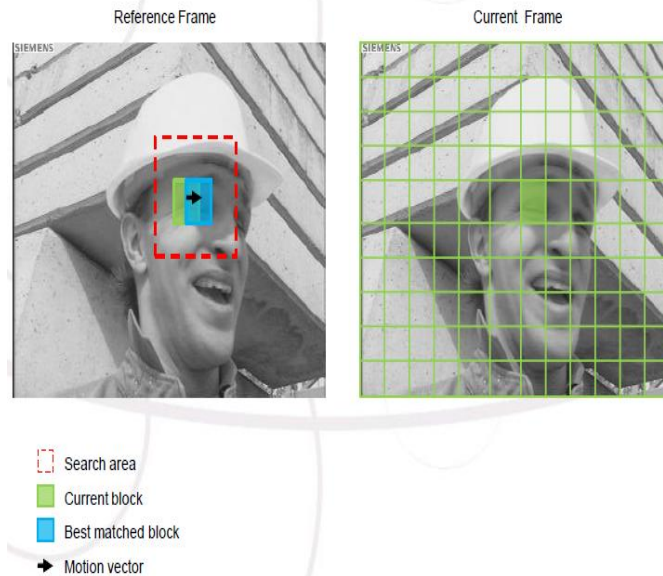 Reference Frame
Current Frame
SIEMENS
SIEMENS
Search area
Current block
Best matched block
Motion vector